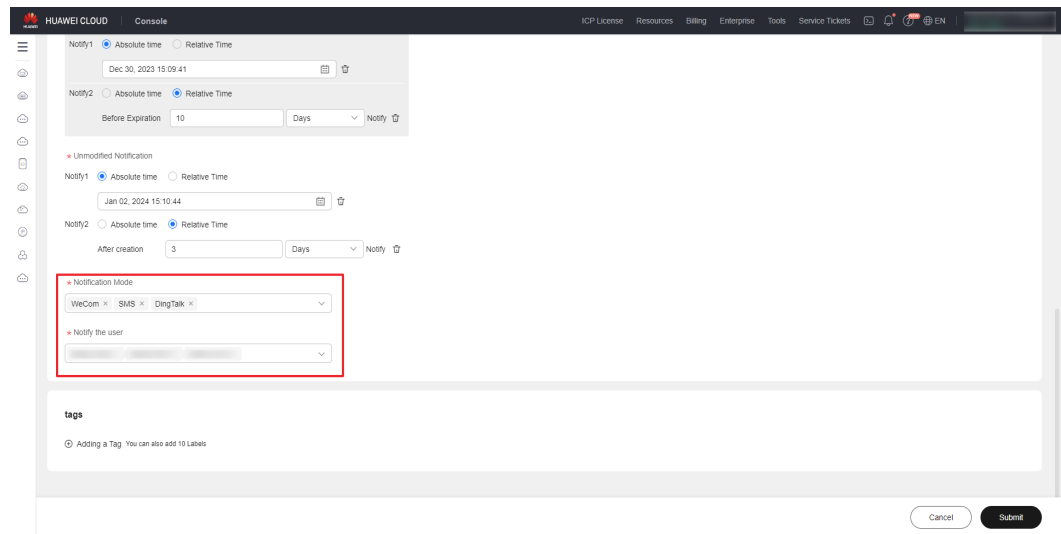 HUAWEI HUAWEI CLOUD Console ICP License Resources Billing Enterprise Tools Service Tickets NEW EN
Notify1 Absolute time Relative Time
Dec 30, 2023 15:09:41
Notify2 Absolute time Relative Time
Before Expiration 10 Days Notify
* Unmodified Notification
Notify1 Absolute time Relative Time
Jan 02, 2024 15:10:44
Notify2 Absolute time Relative Time
After creation 3 Days Notify
* Notification Mode
WeCom × SMS × DingTalk ×
* Notify the user
tags
Adding a Tag You can also add 10 Labels
Cancel Submit